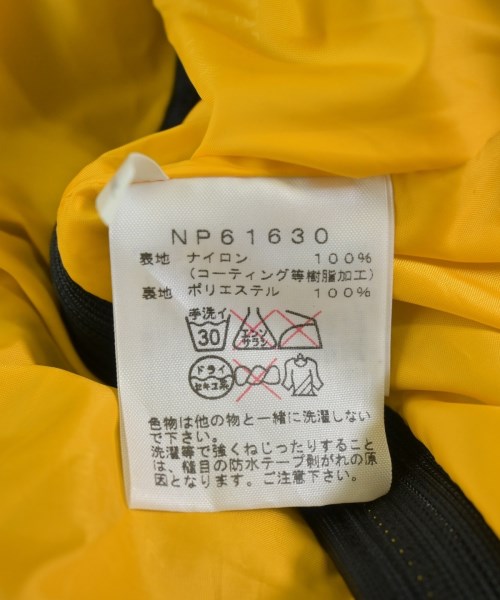 NP61630
表地 ナイロン 100%
(コーティング等樹脂加工)
裏地 ポリエステル 100%
手洗イ
30
エンソ
サラシ
ドライ
セキユ系
色物は他の物と一緒に洗濯しない
で下さい。
洗濯等で強くねじったりすること
は、縫目の防水テープ剥がれの原
因となります。ご注意下さい。